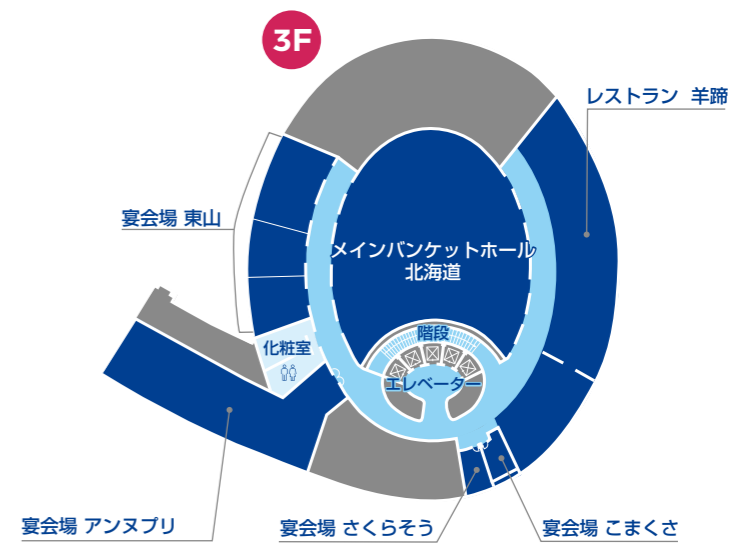 3F
レストラン 羊蹄
宴会場 東山
メインバンケットホール
北海道
階段
化粧室
エレベーター
宴会場 アンヌプリ
宴会場 さくらそう
宴会場 こまくさ